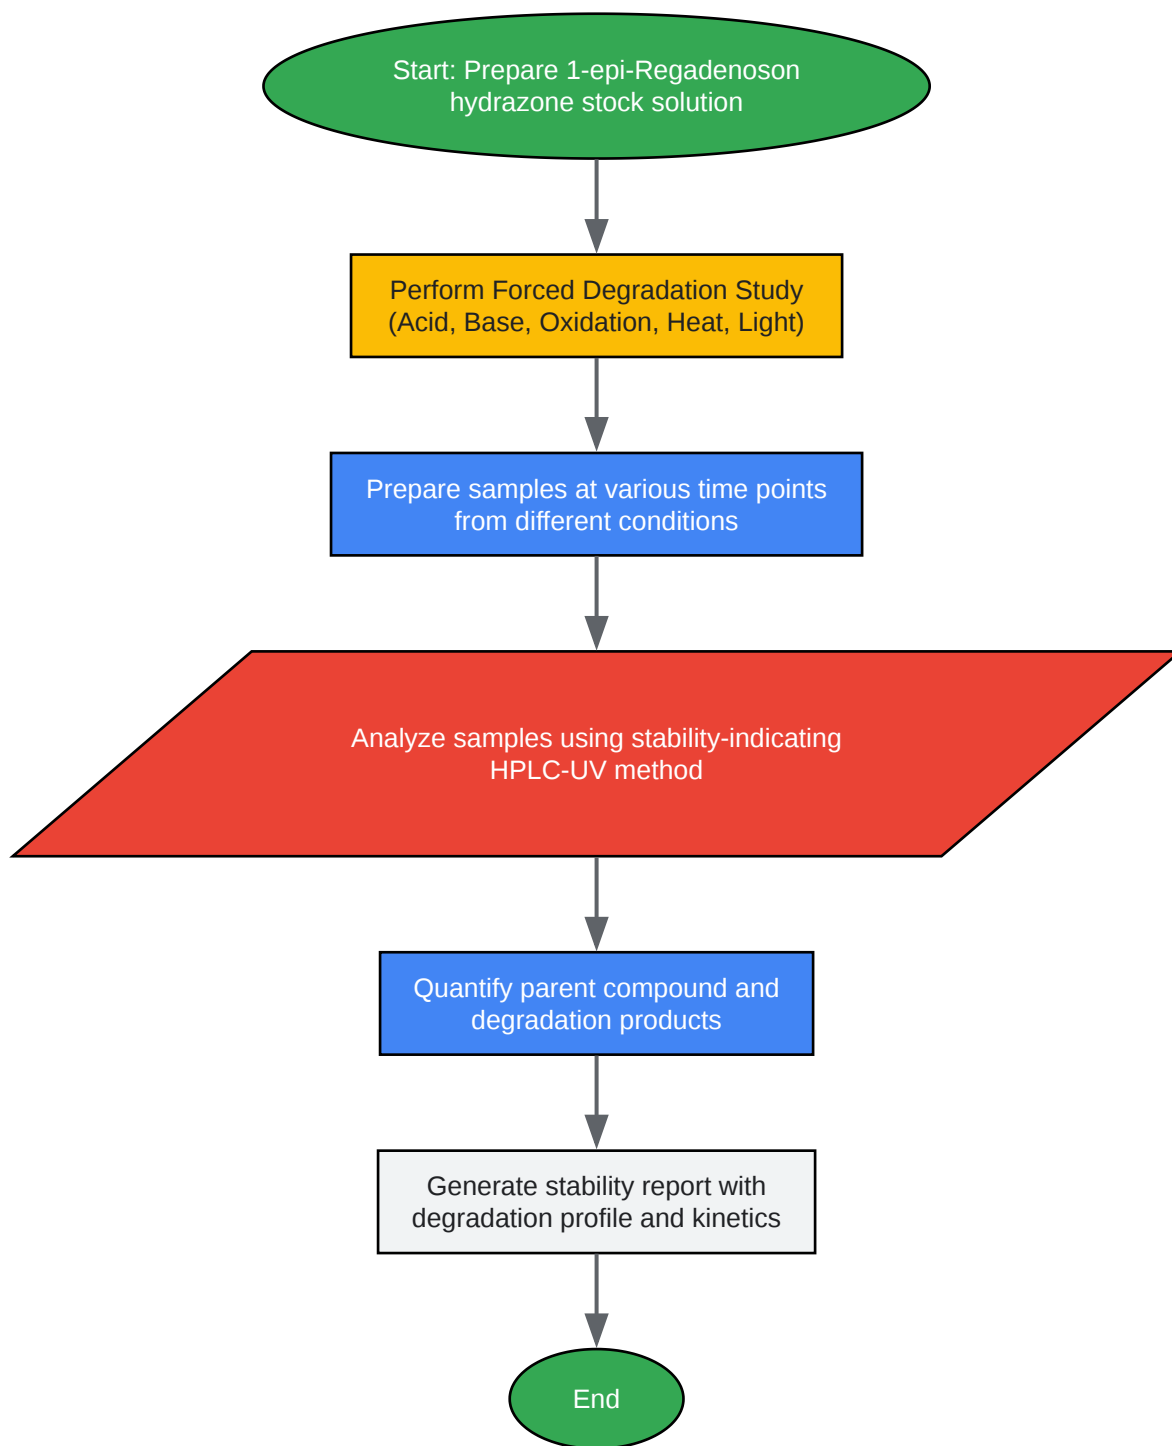 Start: Prepare 1-epi-Regadenoson
hydrazone stock solution
Perform Forced Degradation Study
(Acid, Base, Oxidation, Heat, Light)
Prepare samples at various time points
from different conditions
Analyze samples using stability-indicating
HPLC-UV method
Quantify parent compound and
degradation products
Generate stability report with
degradation profile and kinetics
End